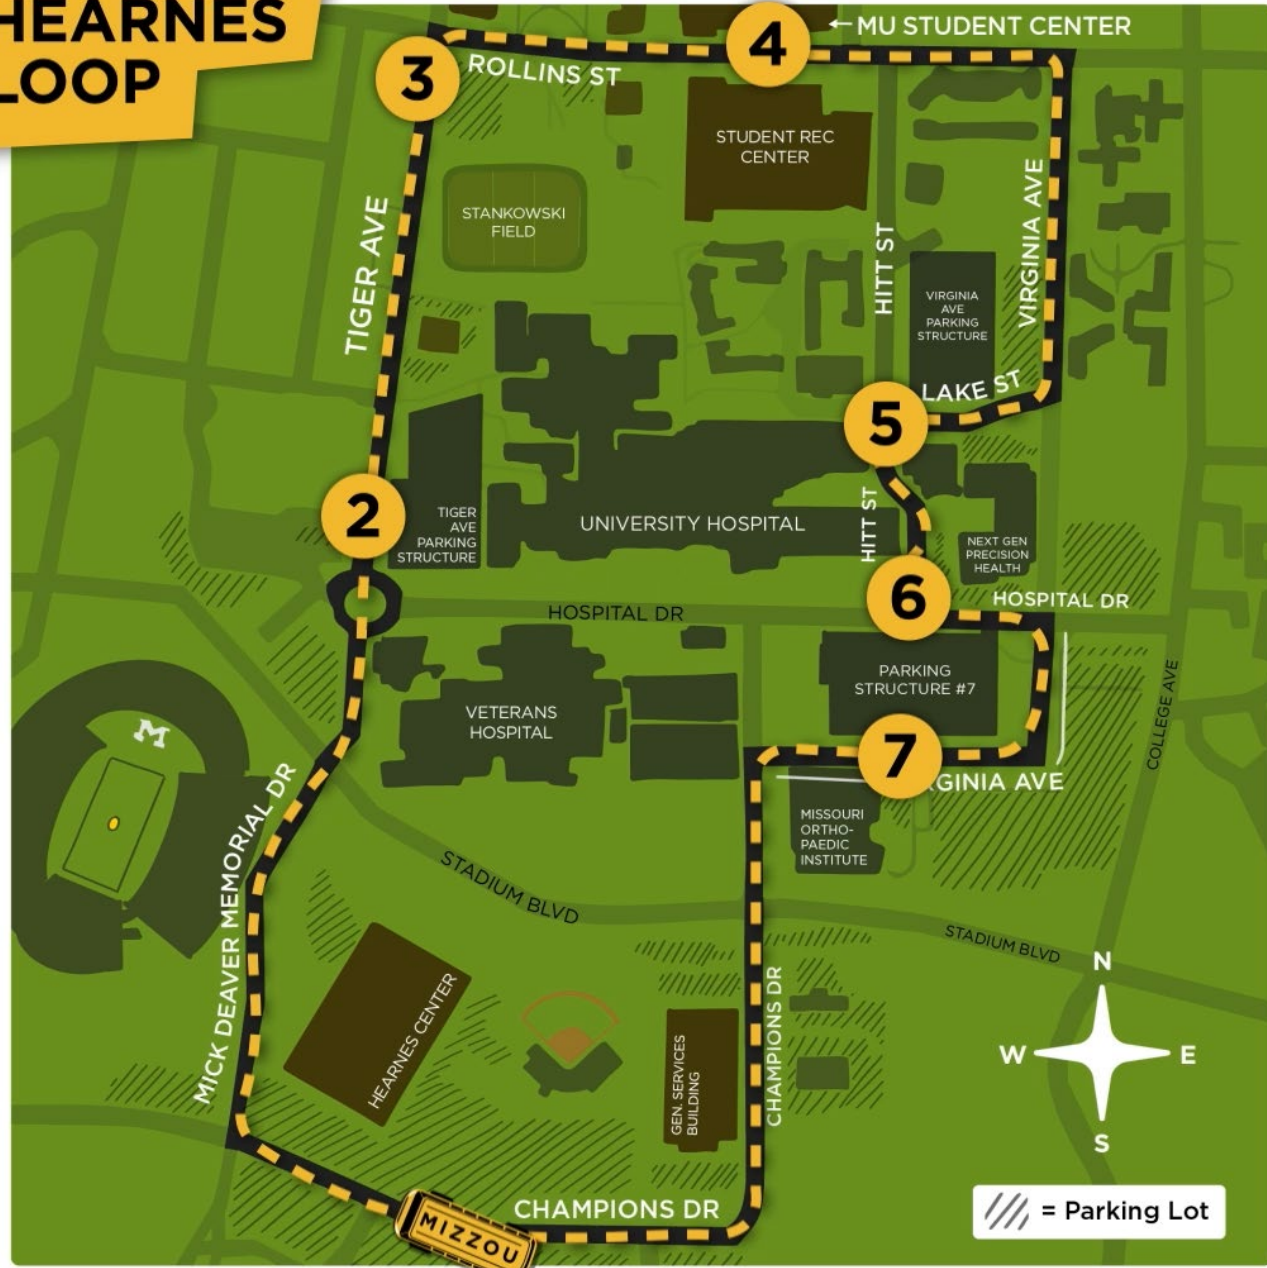 HEARNES
LOOP
4
← MU STUDENT CENTER
3
ROLLINS ST
STUDENT REC
CENTER
STANKOWSKI
FIELD
TIGER AVE
HITT ST
VIRGINIA AVE
VIRGINIA
AVE
PARKING
STRUCTURE
LAKE ST
5
2
TIGER
AVE
PARKING
STRUCTURE
UNIVERSITY HOSPITAL
HITT ST
NEXT GEN
PRECISION
HEALTH
6
HOSPITAL DR
HOSPITAL DR
PARKING
STRUCTURE #7
VETERANS
HOSPITAL
COLLEGE AVE
M
7
RGINIA AVE
MISSOURI
ORTHO-
PAEDIC
INSTITUTE
MICK DEAVER MEMORIAL DR
STADIUM BLVD
STADIUM BLVD
HEARNES CENTER
GEN. SERVICES
BUILDING
CHAMPIONS DR
N
W
E
S
CHAMPIONS DR
MIZZOU
= Parking Lot